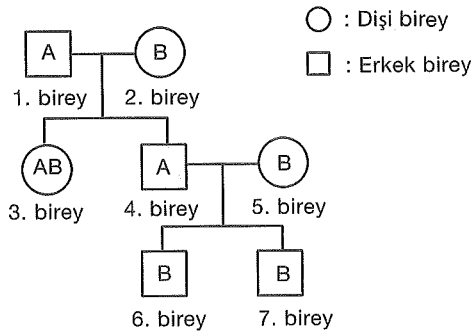 : Dişi birey
: Erkek birey
A B
1. birey 2. birey
AB A B
3. birey 4. birey 5. birey
B B
6. birey 7. birey